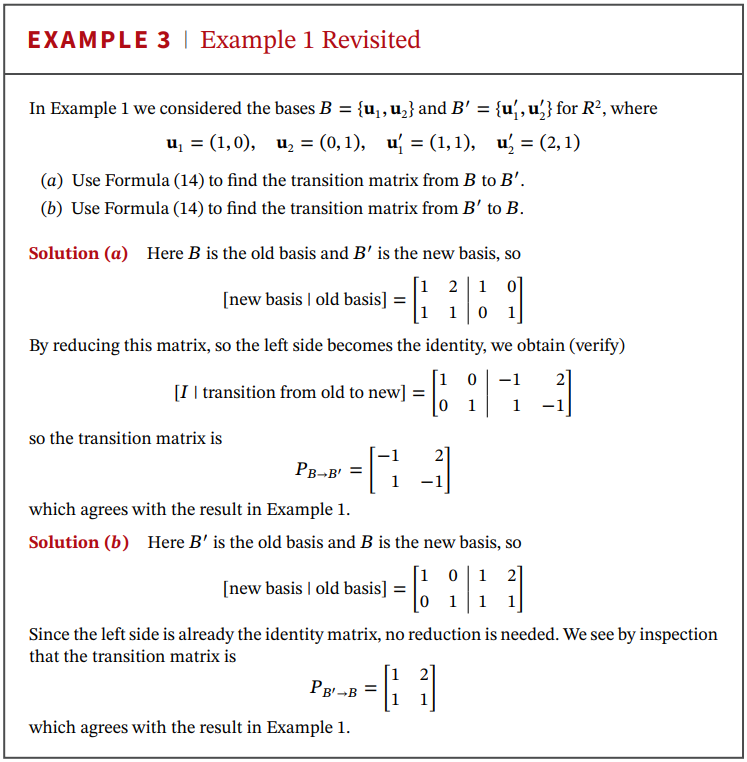 EXAMPLE 3 | Example 1 Revisited
In Example 1 we considered the bases B = {u₁, u₂} and B′ = {u′₁, u′₂} for R², where
u₁ = (1, 0), u₂ = (0, 1), u′₁ = (1, 1), u′₂ = (2, 1)
(a) Use Formula (14) to find the transition matrix from B to B′.
(b) Use Formula (14) to find the transition matrix from B′ to B.
Solution (a) Here B is the old basis and B′ is the new basis, so
[new basis | old basis] = [1 2 | 1 0
1 1 | 0 1]
By reducing this matrix, so the left side becomes the identity, we obtain (verify)
[I | transition from old to new] = [1 0 | −1 2
0 1 | 1 −1]
so the transition matrix is
P_B→B′ = [−1 2
1 −1]
which agrees with the result in Example 1.
Solution (b) Here B′ is the old basis and B is the new basis, so
[new basis | old basis] = [1 0 | 1 2
0 1 | 1 1]
Since the left side is already the identity matrix, no reduction is needed. We see by inspection
that the transition matrix is
P_B′→B = [1 2
1 1]
which agrees with the result in Example 1.